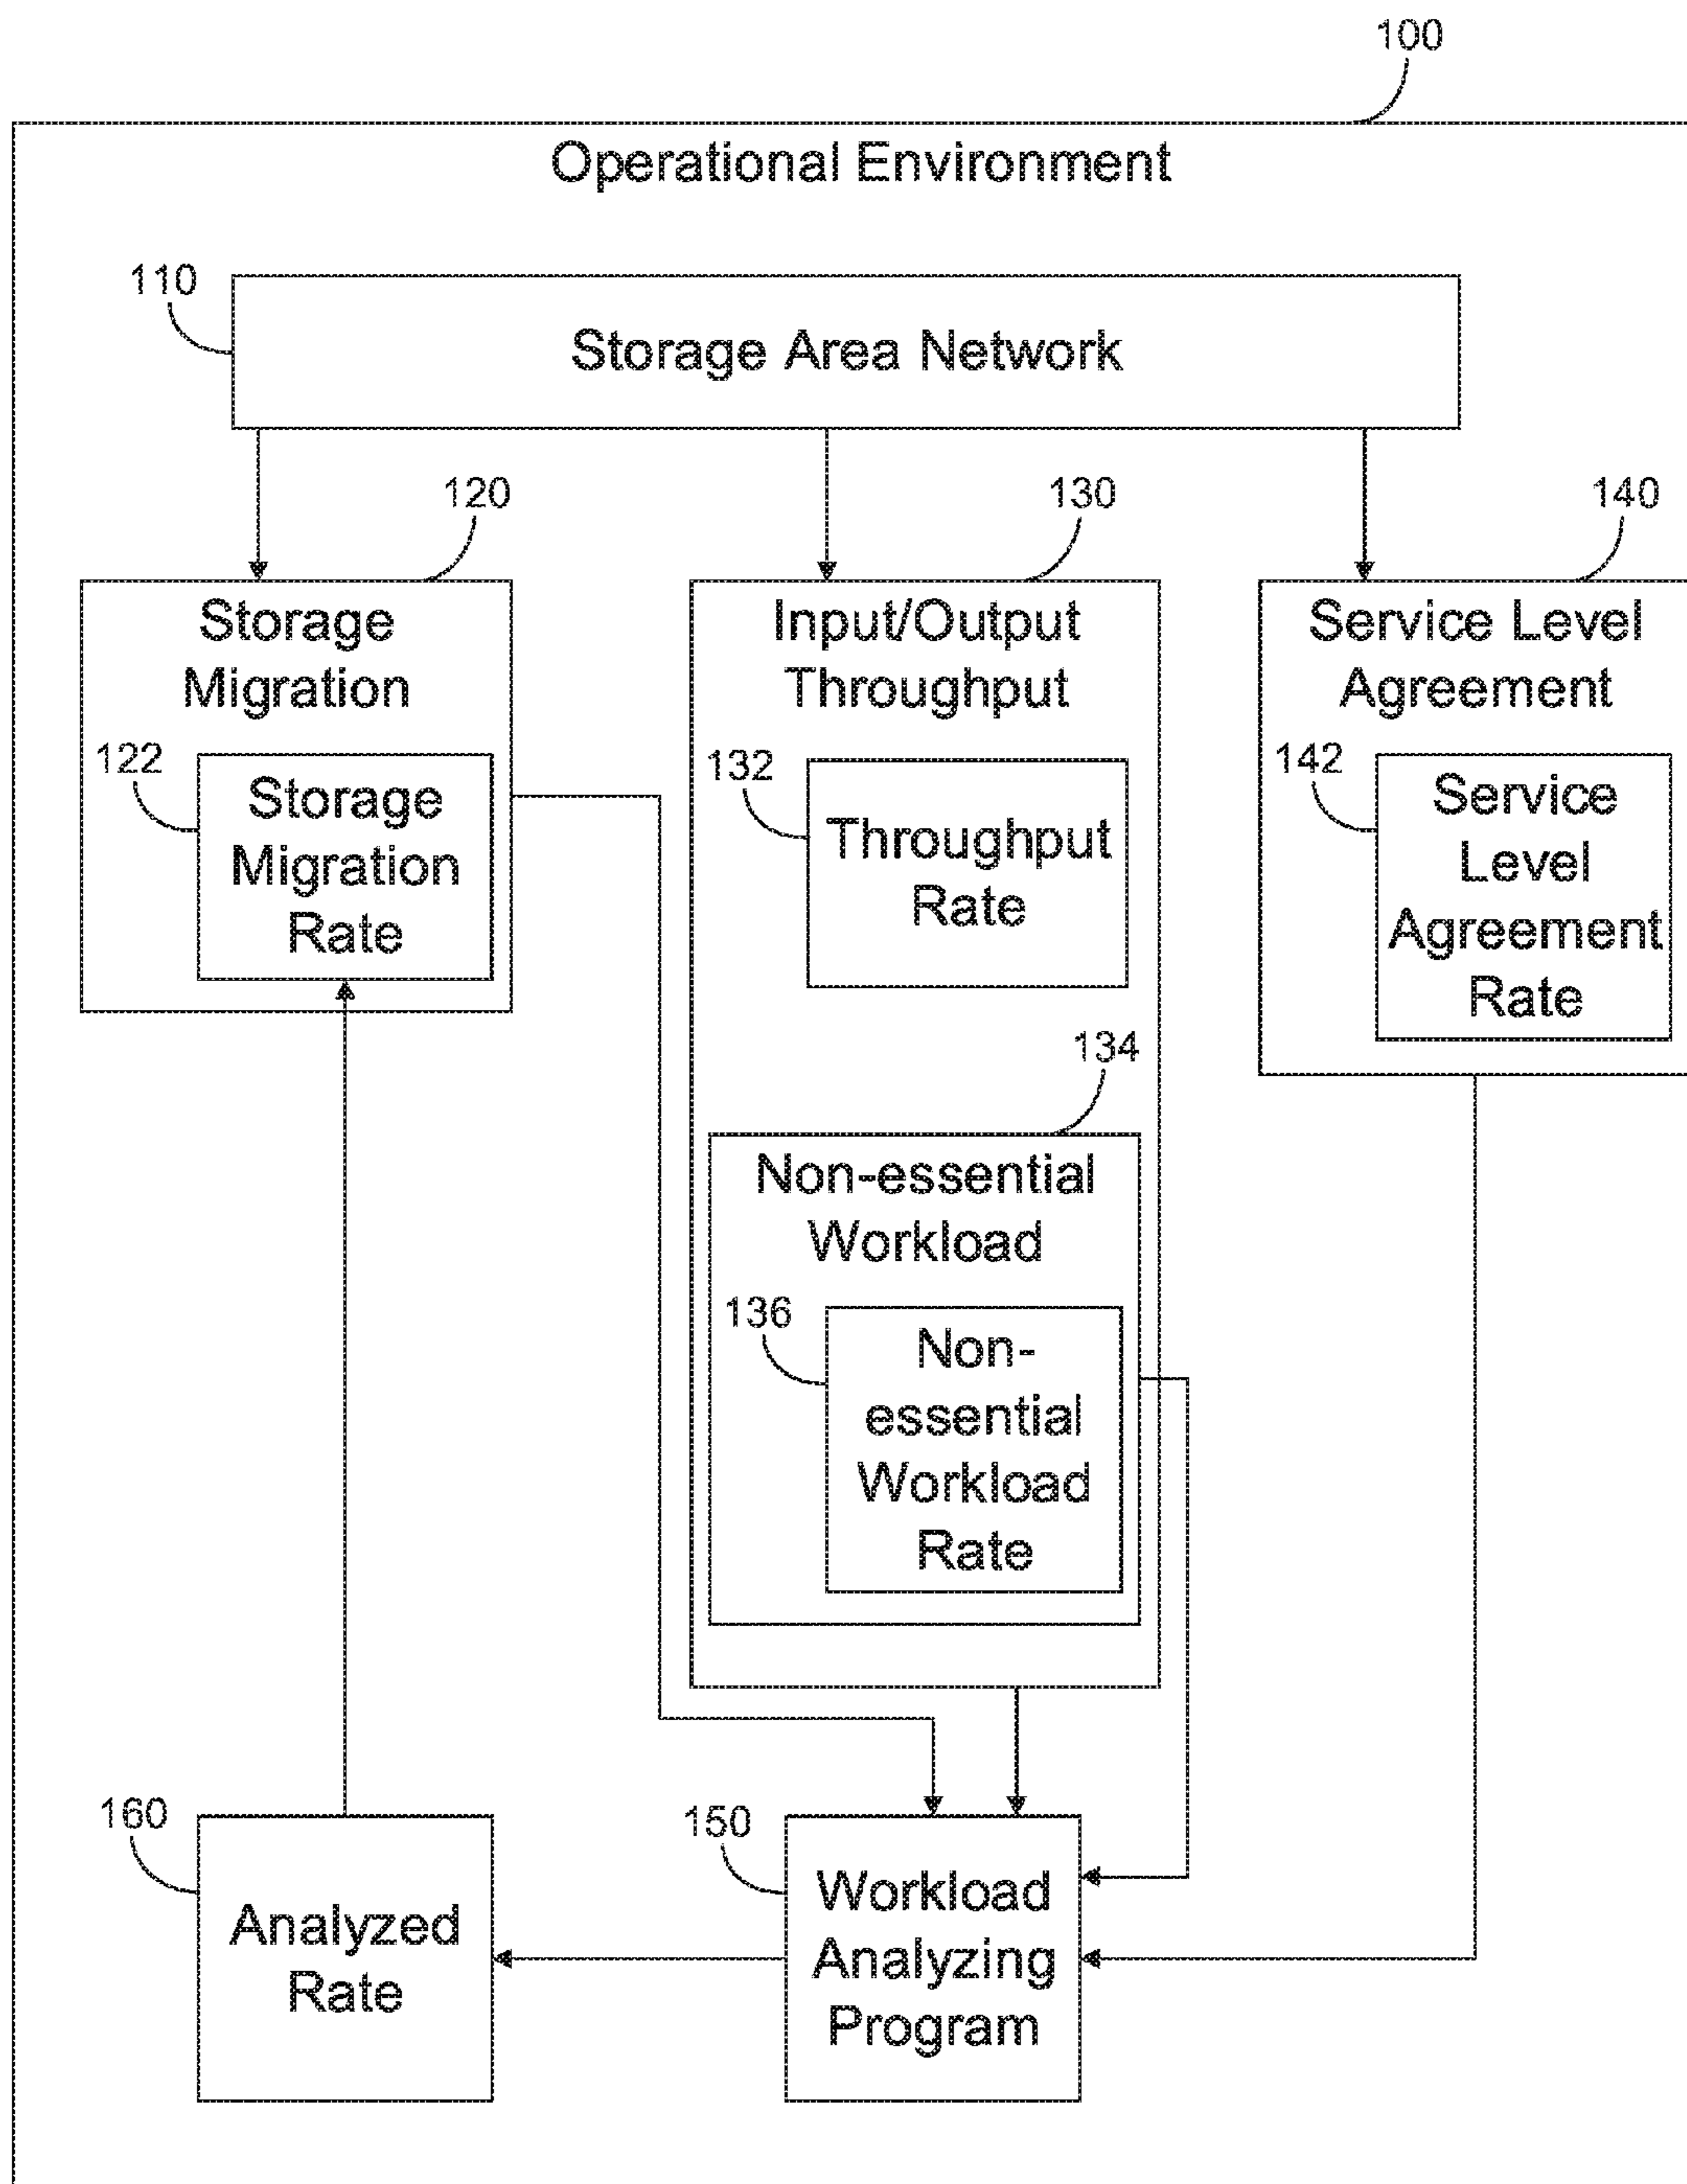 100
Operational Environment
110
Storage Area Network
120
130
140
Storage
Migration
Input/Output
Throughput
Service Level
Agreement
122
Storage
Migration
Rate
132
Throughput
Rate
142
Service
Level
Agreement
Rate
134
Non-essential
Workload
136
Non-
essential
Workload
Rate
160
Analyzed
Rate
150
Workload
Analyzing
Program